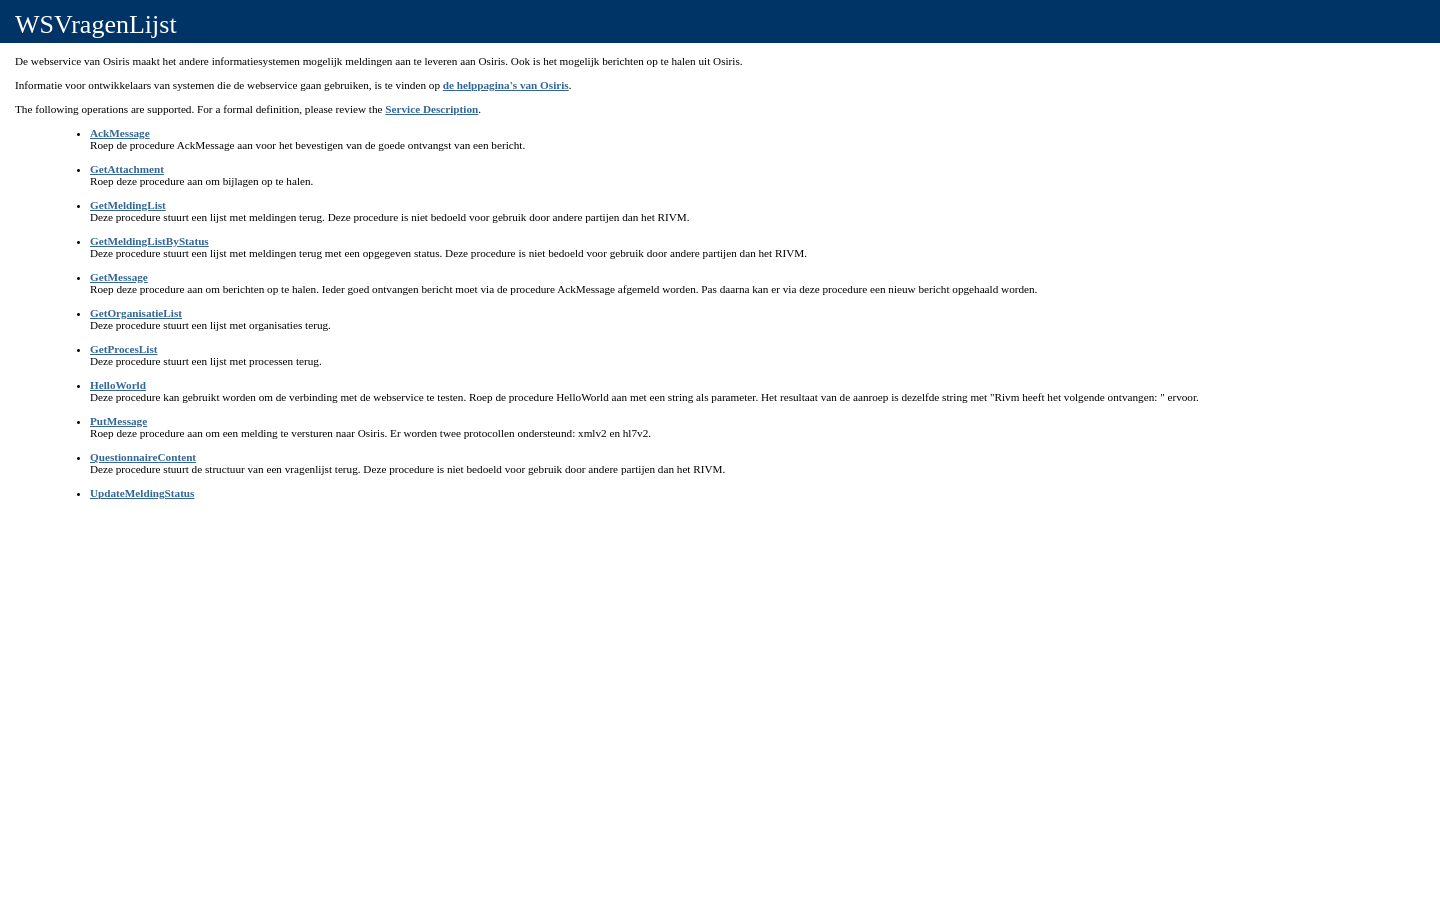 WSVragenLijst
De webservice van Osiris maakt het andere informatiesystemen mogelijk meldingen aan te leveren aan Osiris. Ook is het mogelijk berichten op te halen uit Osiris.
Informatie voor ontwikkelaars van systemen die de webservice gaan gebruiken, is te vinden op de helppagina's van Osiris.
The following operations are supported. For a formal definition, please review the Service Description.
AckMessage
Roep de procedure AckMessage aan voor het bevestigen van de goede ontvangst van een bericht.
GetAttachment
Roep deze procedure aan om bijlagen op te halen.
GetMeldingList
Deze procedure stuurt een lijst met meldingen terug. Deze procedure is niet bedoeld voor gebruik door andere partijen dan het RIVM.
GetMeldingListByStatus
Deze procedure stuurt een lijst met meldingen terug met een opgegeven status. Deze procedure is niet bedoeld voor gebruik door andere partijen dan het RIVM.
GetMessage
Roep deze procedure aan om berichten op te halen. Ieder goed ontvangen bericht moet via de procedure AckMessage afgemeld worden. Pas daarna kan er via deze procedure een nieuw bericht opgehaald worden.
GetOrganisatieList
Deze procedure stuurt een lijst met organisaties terug.
GetProcesList
Deze procedure stuurt een lijst met processen terug.
HelloWorld
Deze procedure kan gebruikt worden om de verbinding met de webservice te testen. Roep de procedure HelloWorld aan met een string als parameter. Het resultaat van de aanroep is dezelfde string met "Rivm heeft het volgende ontvangen: " ervoor.
PutMessage
Roep deze procedure aan om een melding te versturen naar Osiris. Er worden twee protocollen ondersteund: xmlv2 en hl7v2.
QuestionnaireContent
Deze procedure stuurt de structuur van een vragenlijst terug. Deze procedure is niet bedoeld voor gebruik door andere partijen dan het RIVM.
UpdateMeldingStatus